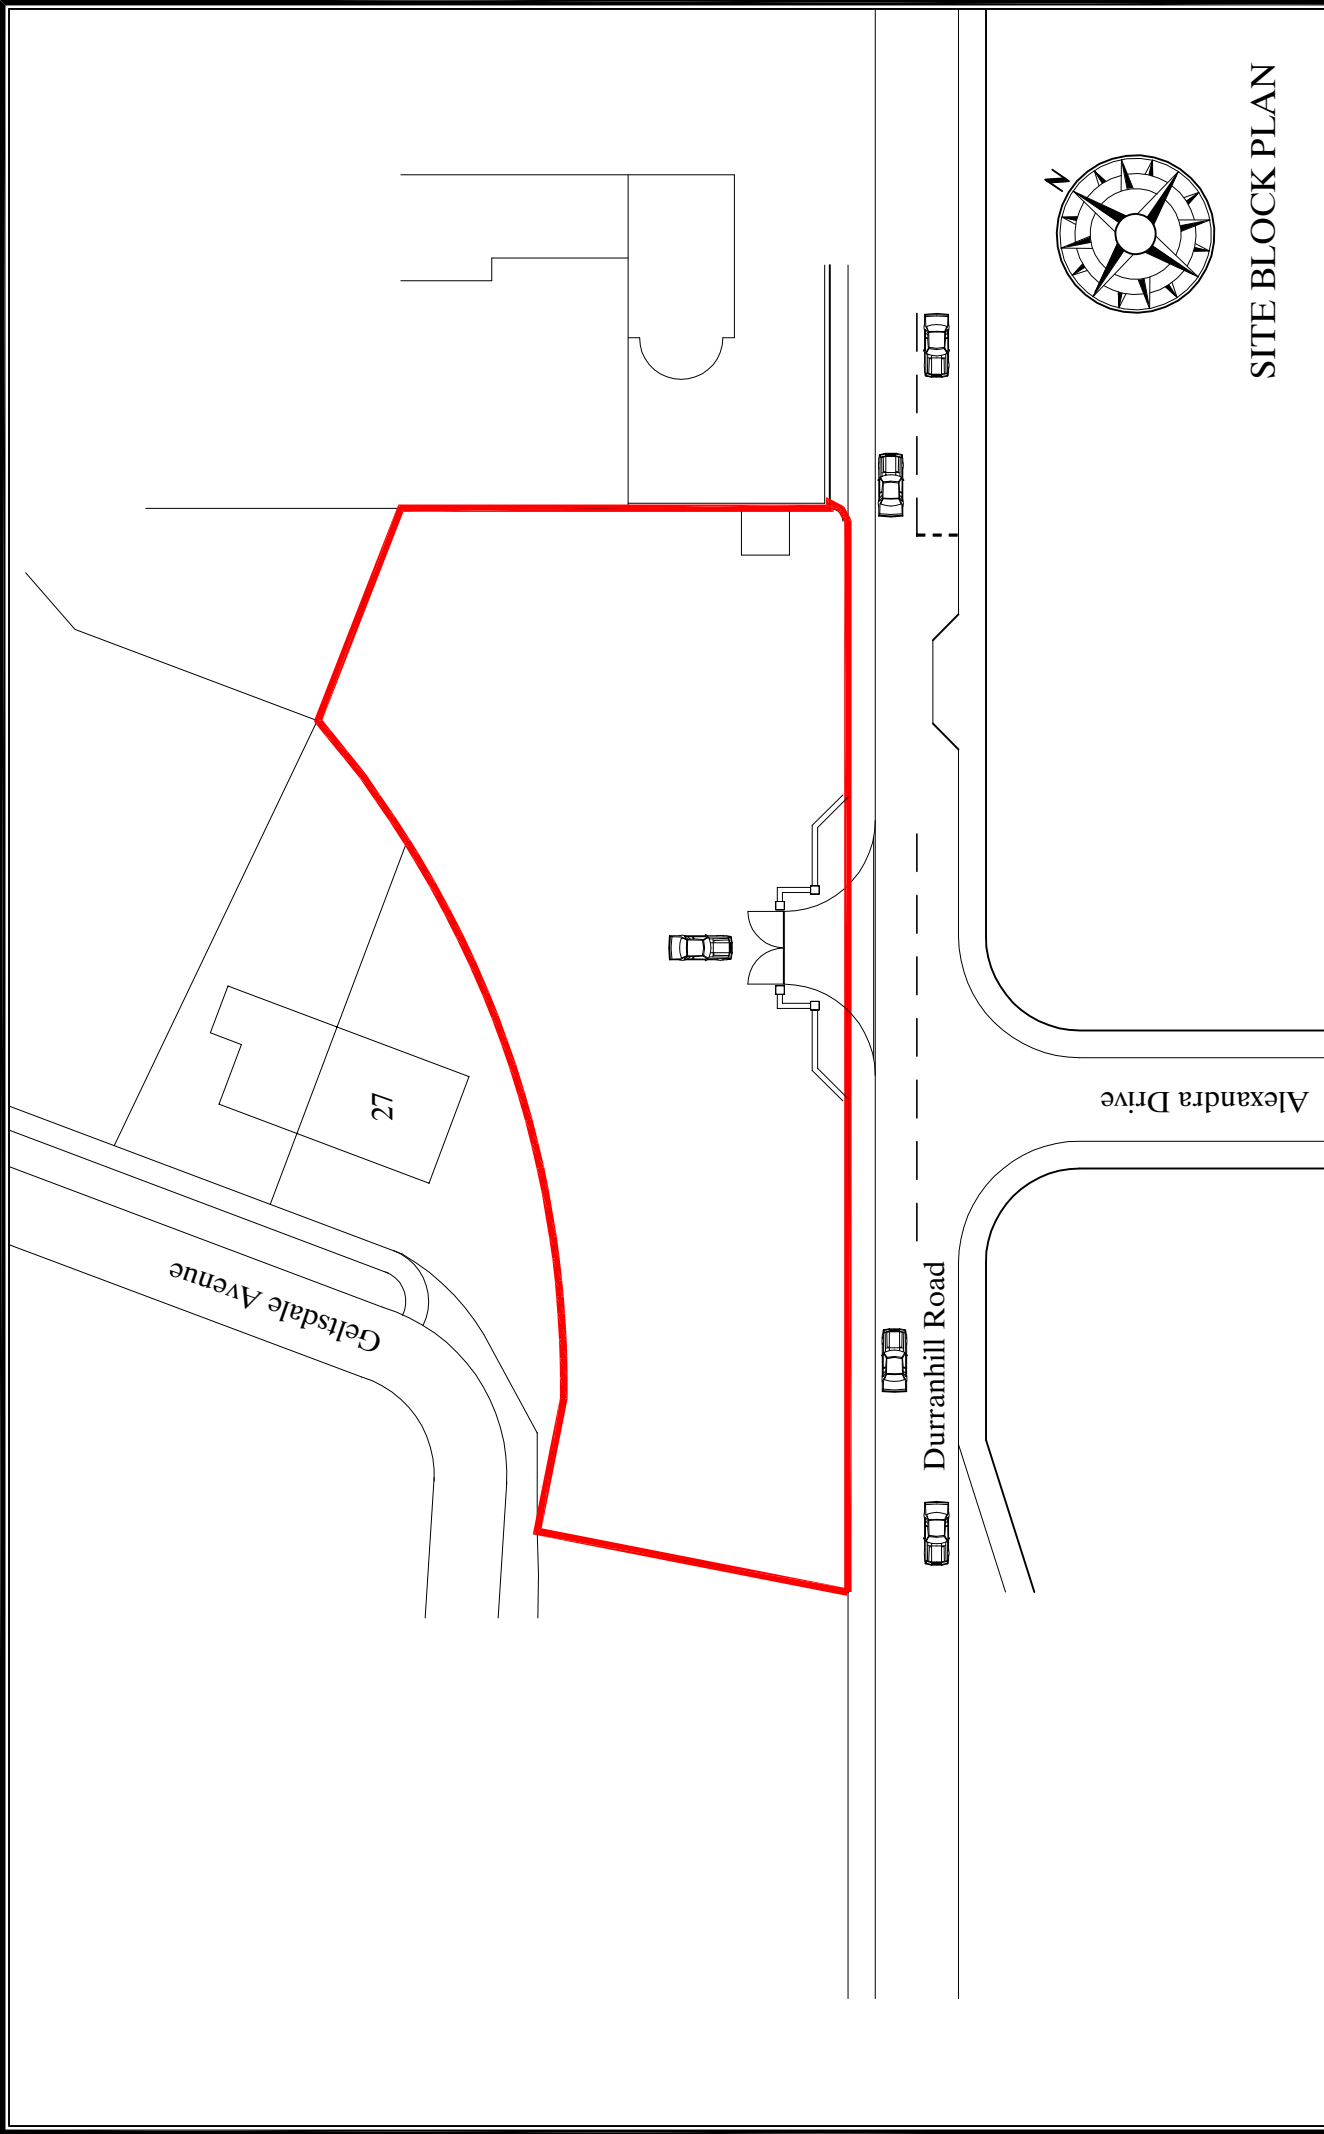 SITE BLOCK PLAN
N
Durranhill Road
Alexandra Drive
Geltsdale Avenue
27